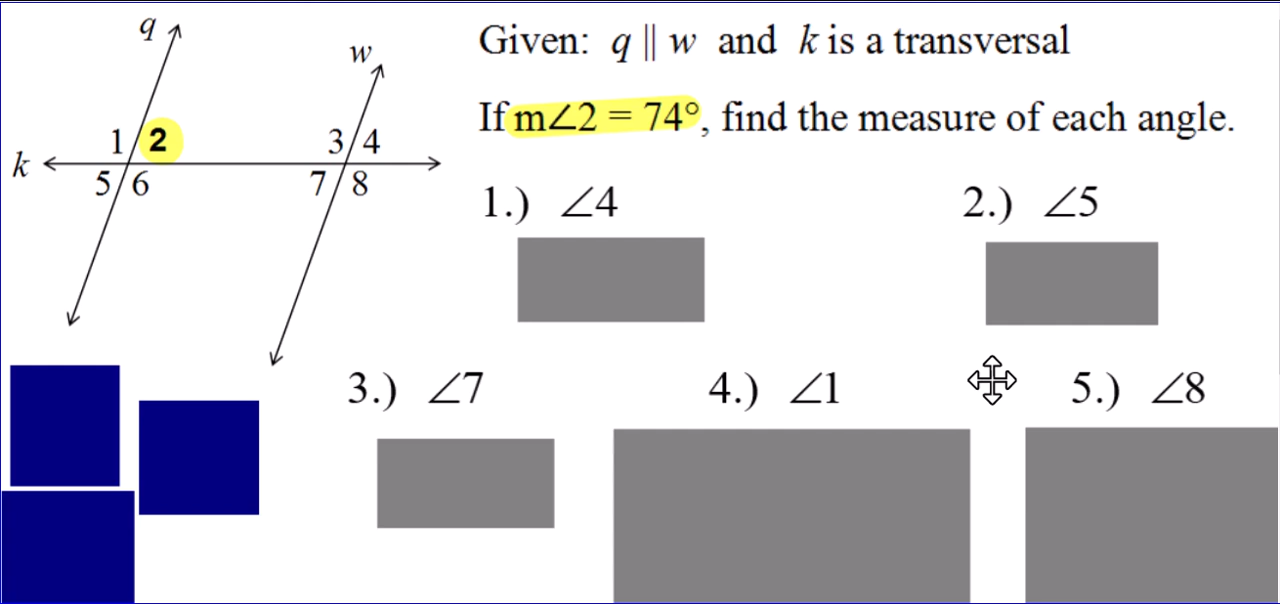 q
w
Given: q || w and k is a transversal
If m∠2 = 74°, find the measure of each angle.
1 2
3 4
k
5 6
7 8
1.) ∠4
2.) ∠5
3.) ∠7
4.) ∠1
5.) ∠8